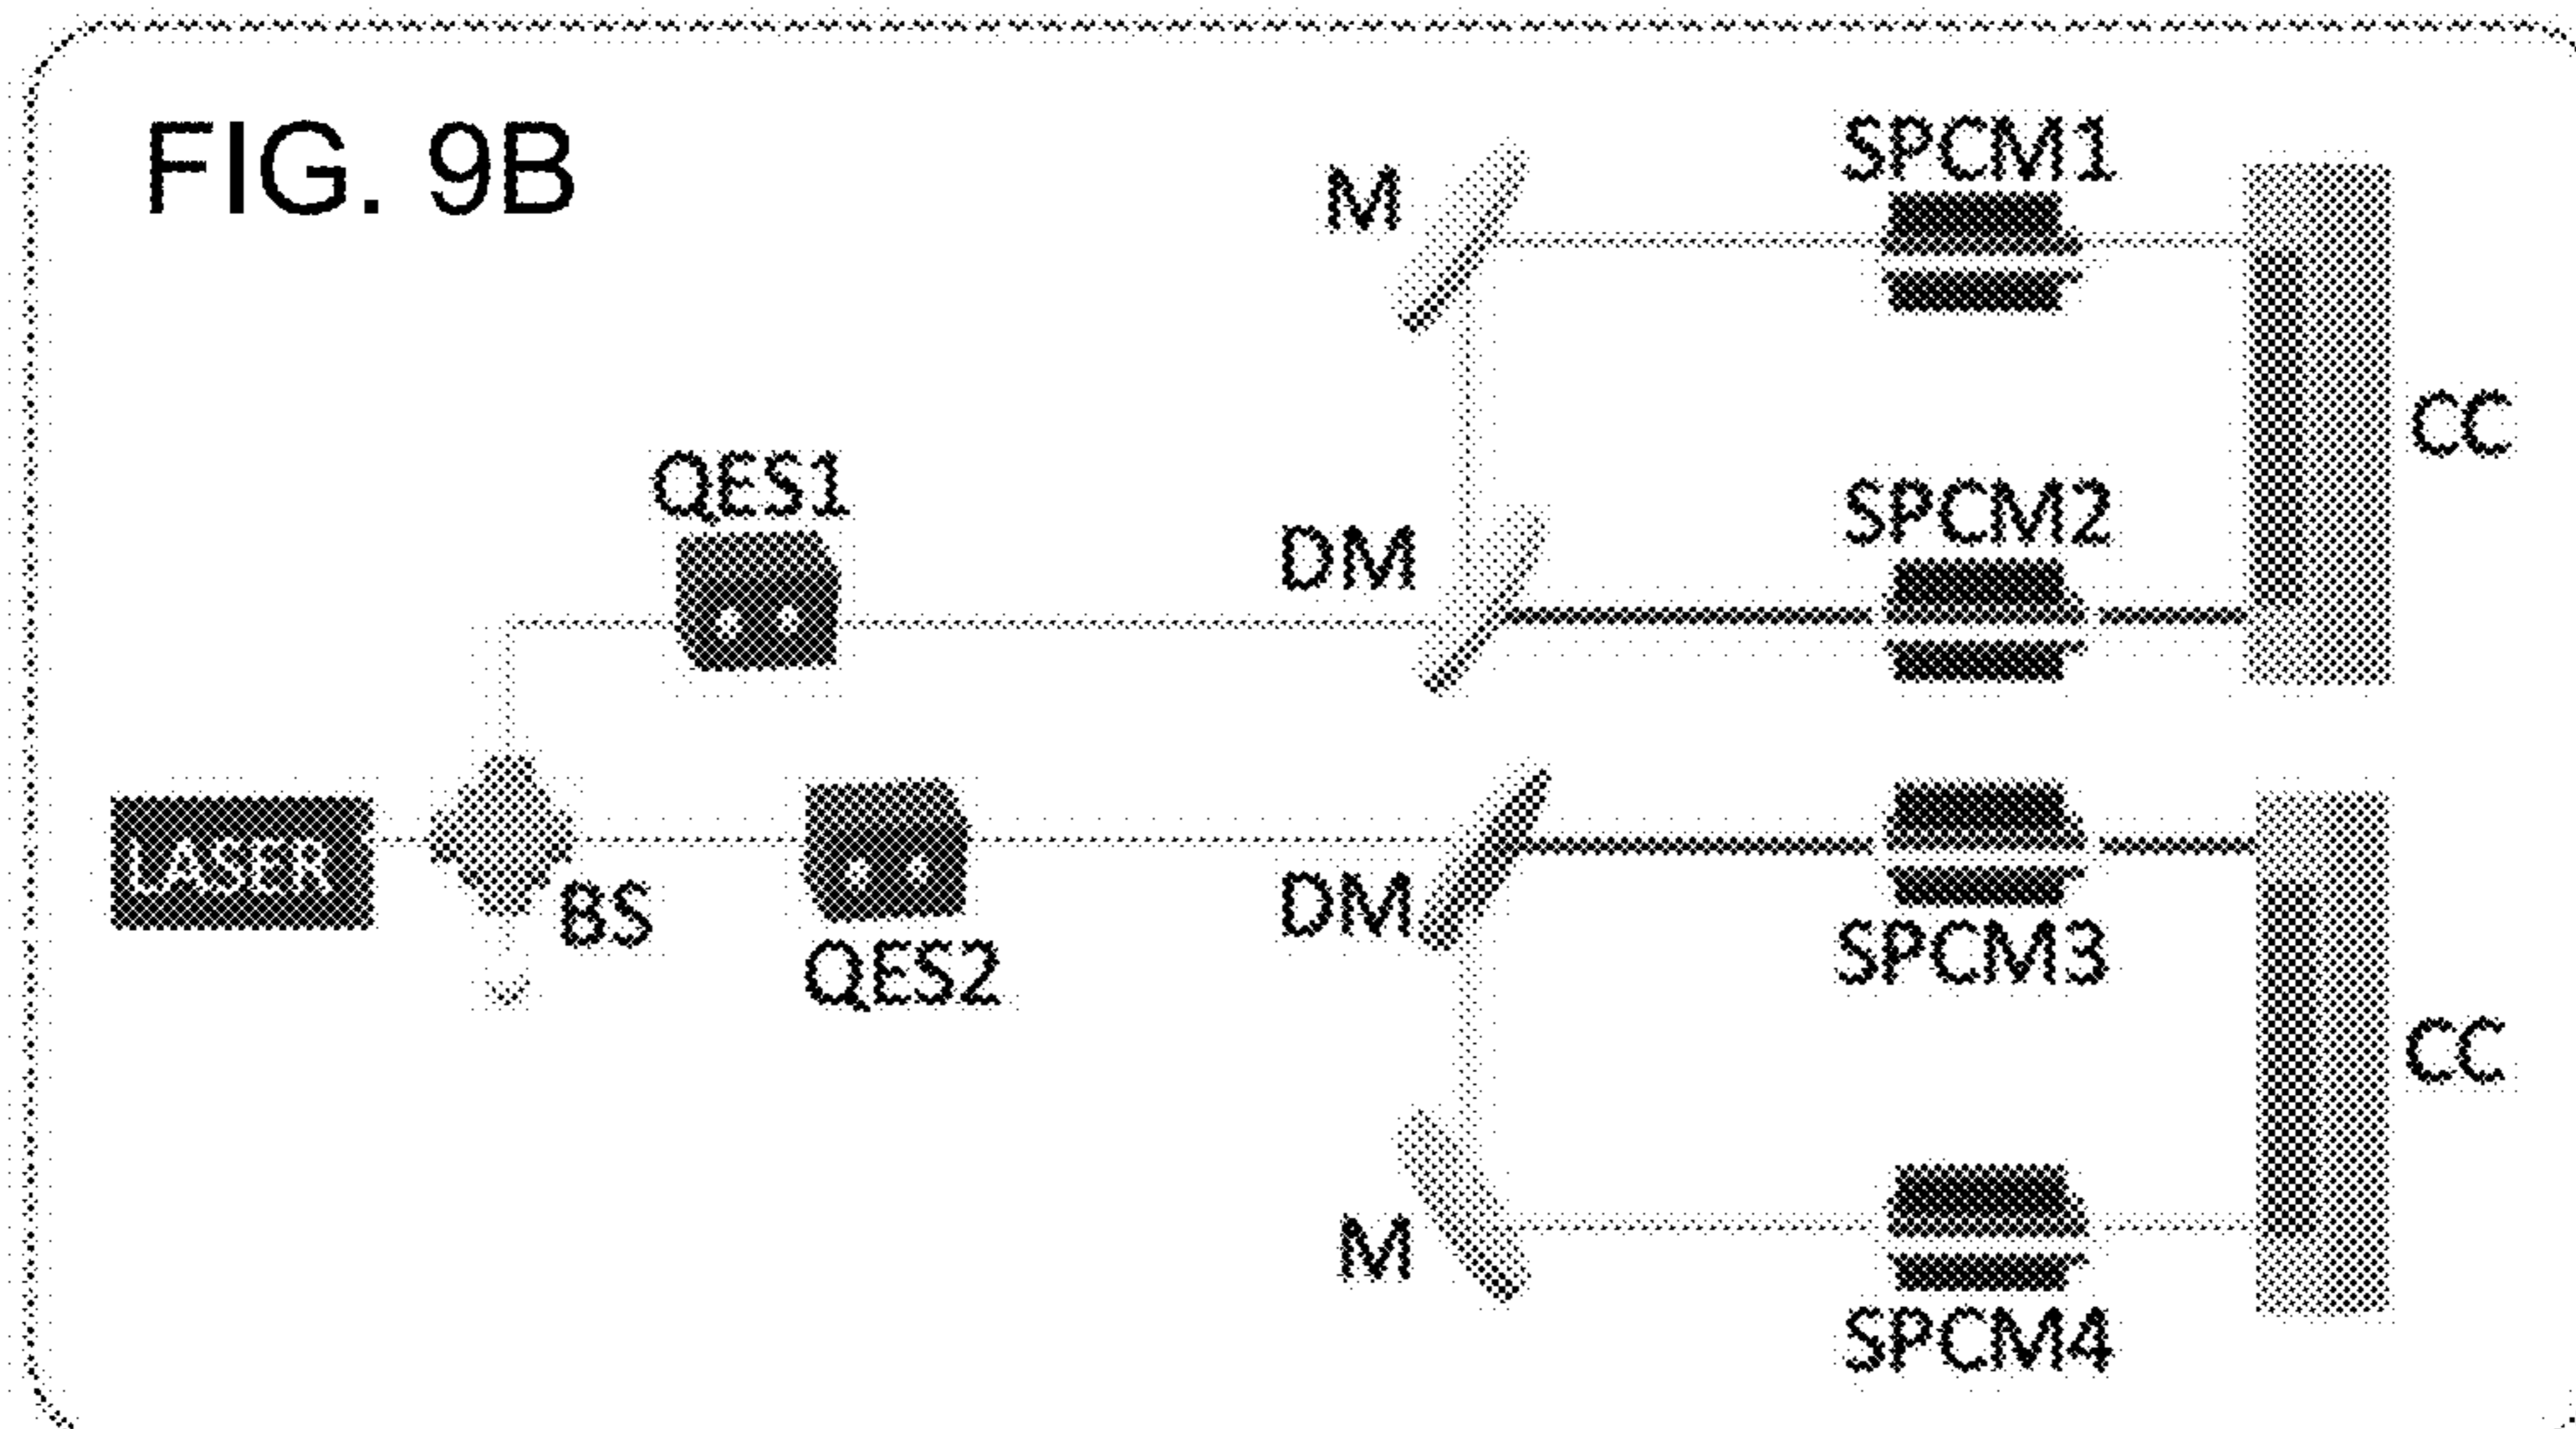 FIG. 9B
M
SPCM1
CC
QES1
DM
SPCM2
LASER
BS
QES2
DM
SPCM3
CC
M
SPCM4